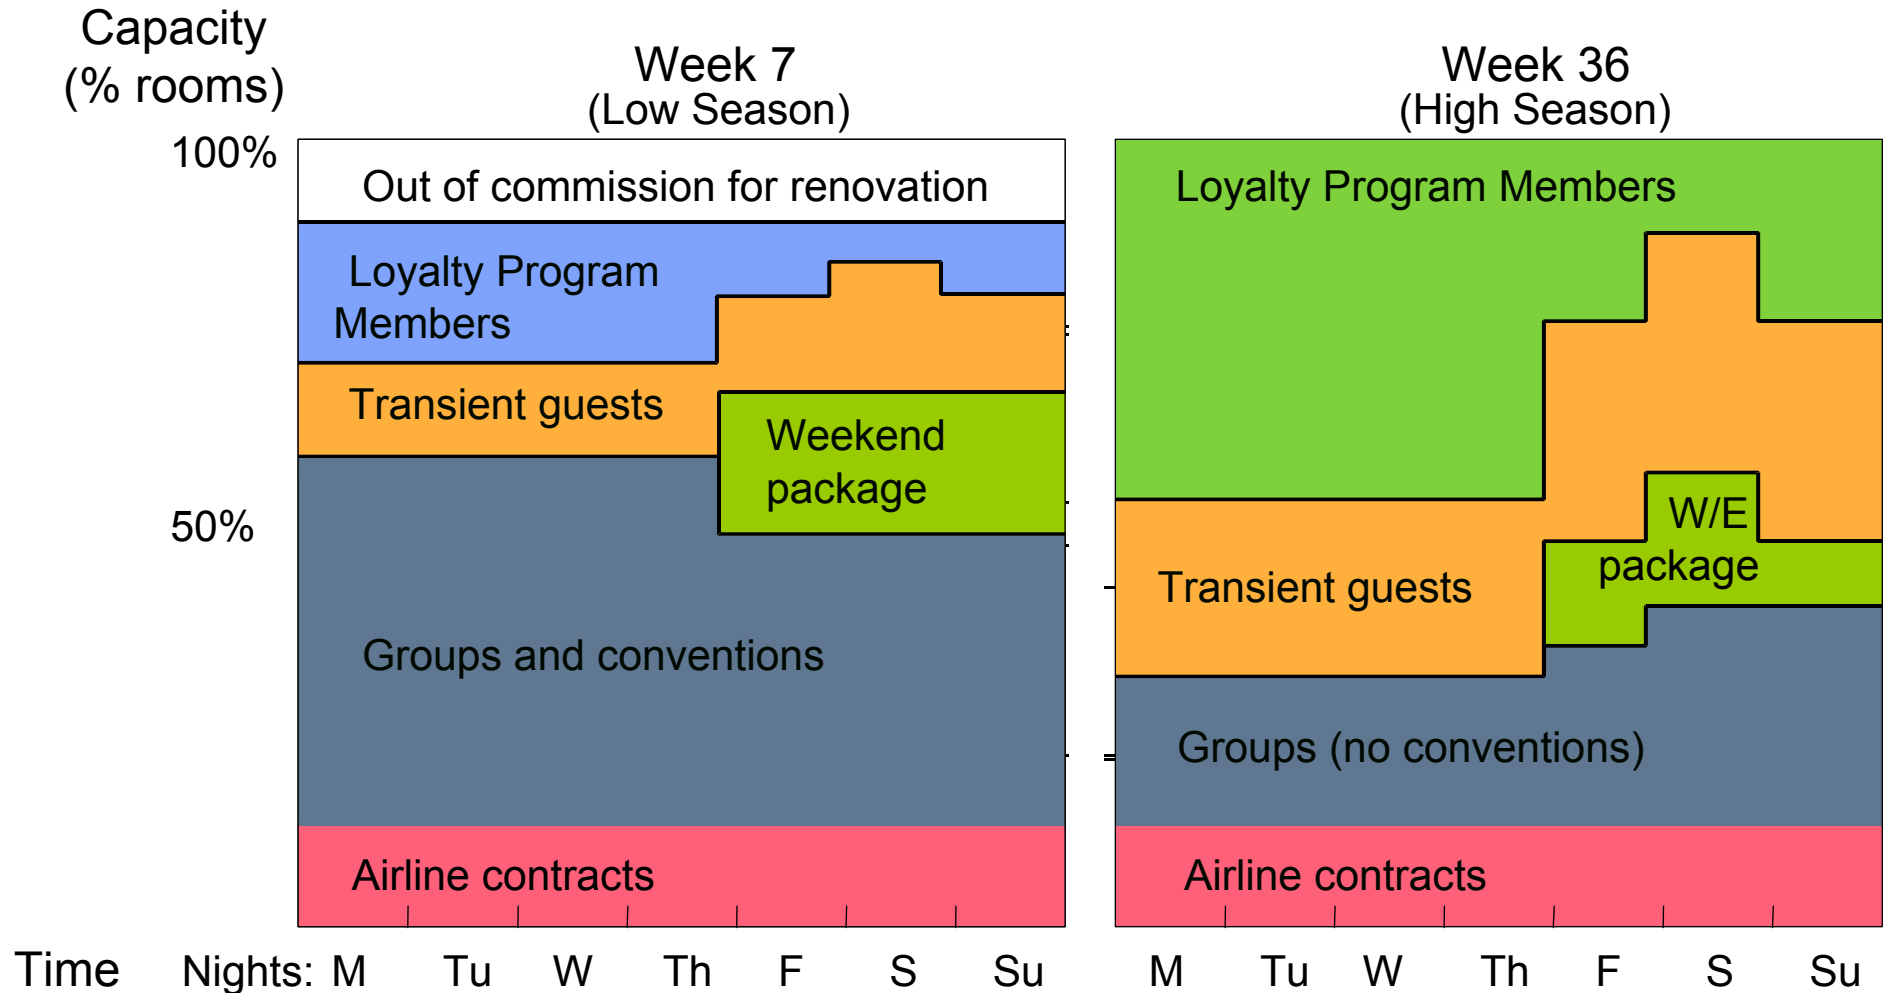 Capacity
(% rooms)
Week 7
(Low Season)
Week 36
(High Season)
100%
Out of commission for renovation
Loyalty Program
Members
Transient guests
Weekend
package
50%
Groups and conventions
Airline contracts
Loyalty Program Members
W/E
package
Transient guests
Groups (no conventions)
Airline contracts
Time Nights: M Tu W Th F S Su M Tu W Th F S Su